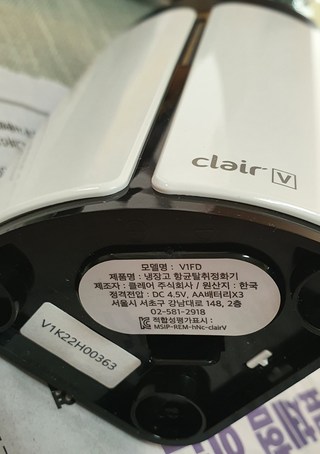 clair V
모델명 : V1FD
제품명 : 냉장고 항균탈취정화기
제조자 : 클레어 주식회사 / 원산지 : 한국
정격전압 : DC 4.5V, AA배터리X3
서울시 서초구 강남대로 148, 2층
02-581-2918
적합성평가표시 :
MSIP-REM-hNc-clairV
V1K22H00363